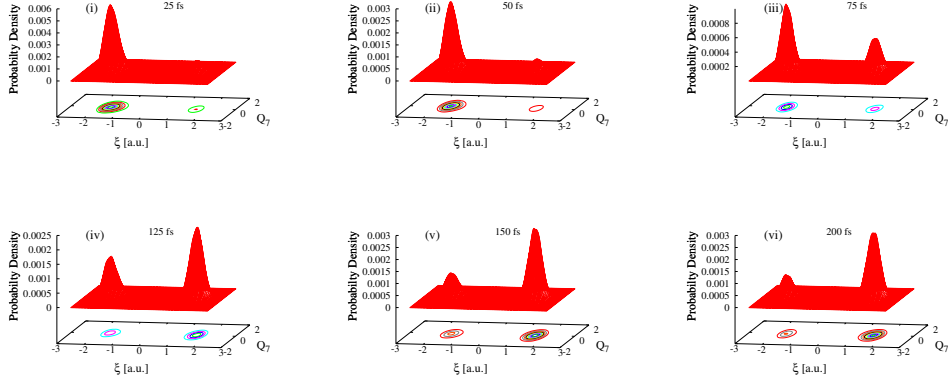 (i) 25 fs
Probabilty Density
0.006
0.005
0.004
0.003
0.002
0.001
0
-3 -2 -1 0 1 2 3
-2 0 2
Q7
ξ [a.u.]
(ii) 50 fs
Probabilty Density
0.003
0.0025
0.002
0.0015
0.001
0.0005
0
-3 -2 -1 0 1 2 3
-2 0 2
Q7
ξ [a.u.]
(iii) 75 fs
Probabilty Density
0.0008
0.0006
0.0004
0.0002
-3 -2 -1 0 1 2 3
-2 0 2
Q7
ξ [a.u.]
(iv) 125 fs
Probabilty Density
0.0025
0.002
0.0015
0.001
0.0005
0
-3 -2 -1 0 1 2 3
-2 0 2
Q7
ξ [a.u.]
(v) 150 fs
Probabilty Density
0.003
0.0025
0.002
0.0015
0.001
0.0005
0
-3 -2 -1 0 1 2 3
-2 0 2
Q7
ξ [a.u.]
(vi) 200 fs
Probabilty Density
0.003
0.0025
0.002
0.0015
0.001
0.0005
0
-3 -2 -1 0 1 2 3
-2 0 2
Q7
ξ [a.u.]